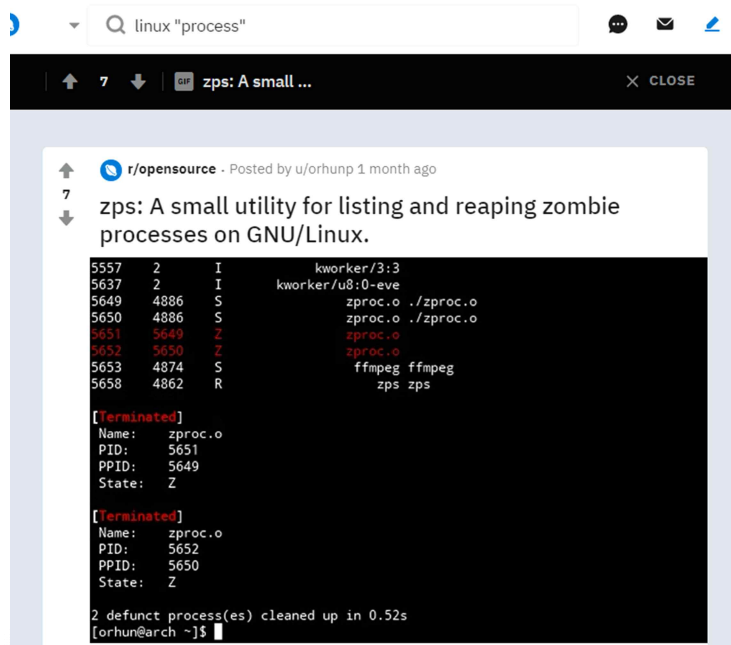 linux "process"
7
GIF
zps: A small ...
CLOSE
r/opensource · Posted by u/orhunp 1 month ago
7
zps: A small utility for listing and reaping zombie
processes on GNU/Linux.
5557 2 I kworker/3:3
5637 2 I kworker/u8:0-eve
5649 4886 S zproc.o ./zproc.o
5650 4886 S zproc.o ./zproc.o
5651 5649 Z zproc.o
5652 5650 Z zproc.o
5653 4874 S ffmpeg ffmpeg
5658 4862 R zps zps
[Terminated]
Name: zproc.o
PID: 5651
PPID: 5649
State: Z
[Terminated]
Name: zproc.o
PID: 5652
PPID: 5650
State: Z
2 defunct process(es) cleaned up in 0.52s
[orhun@arch ~]$